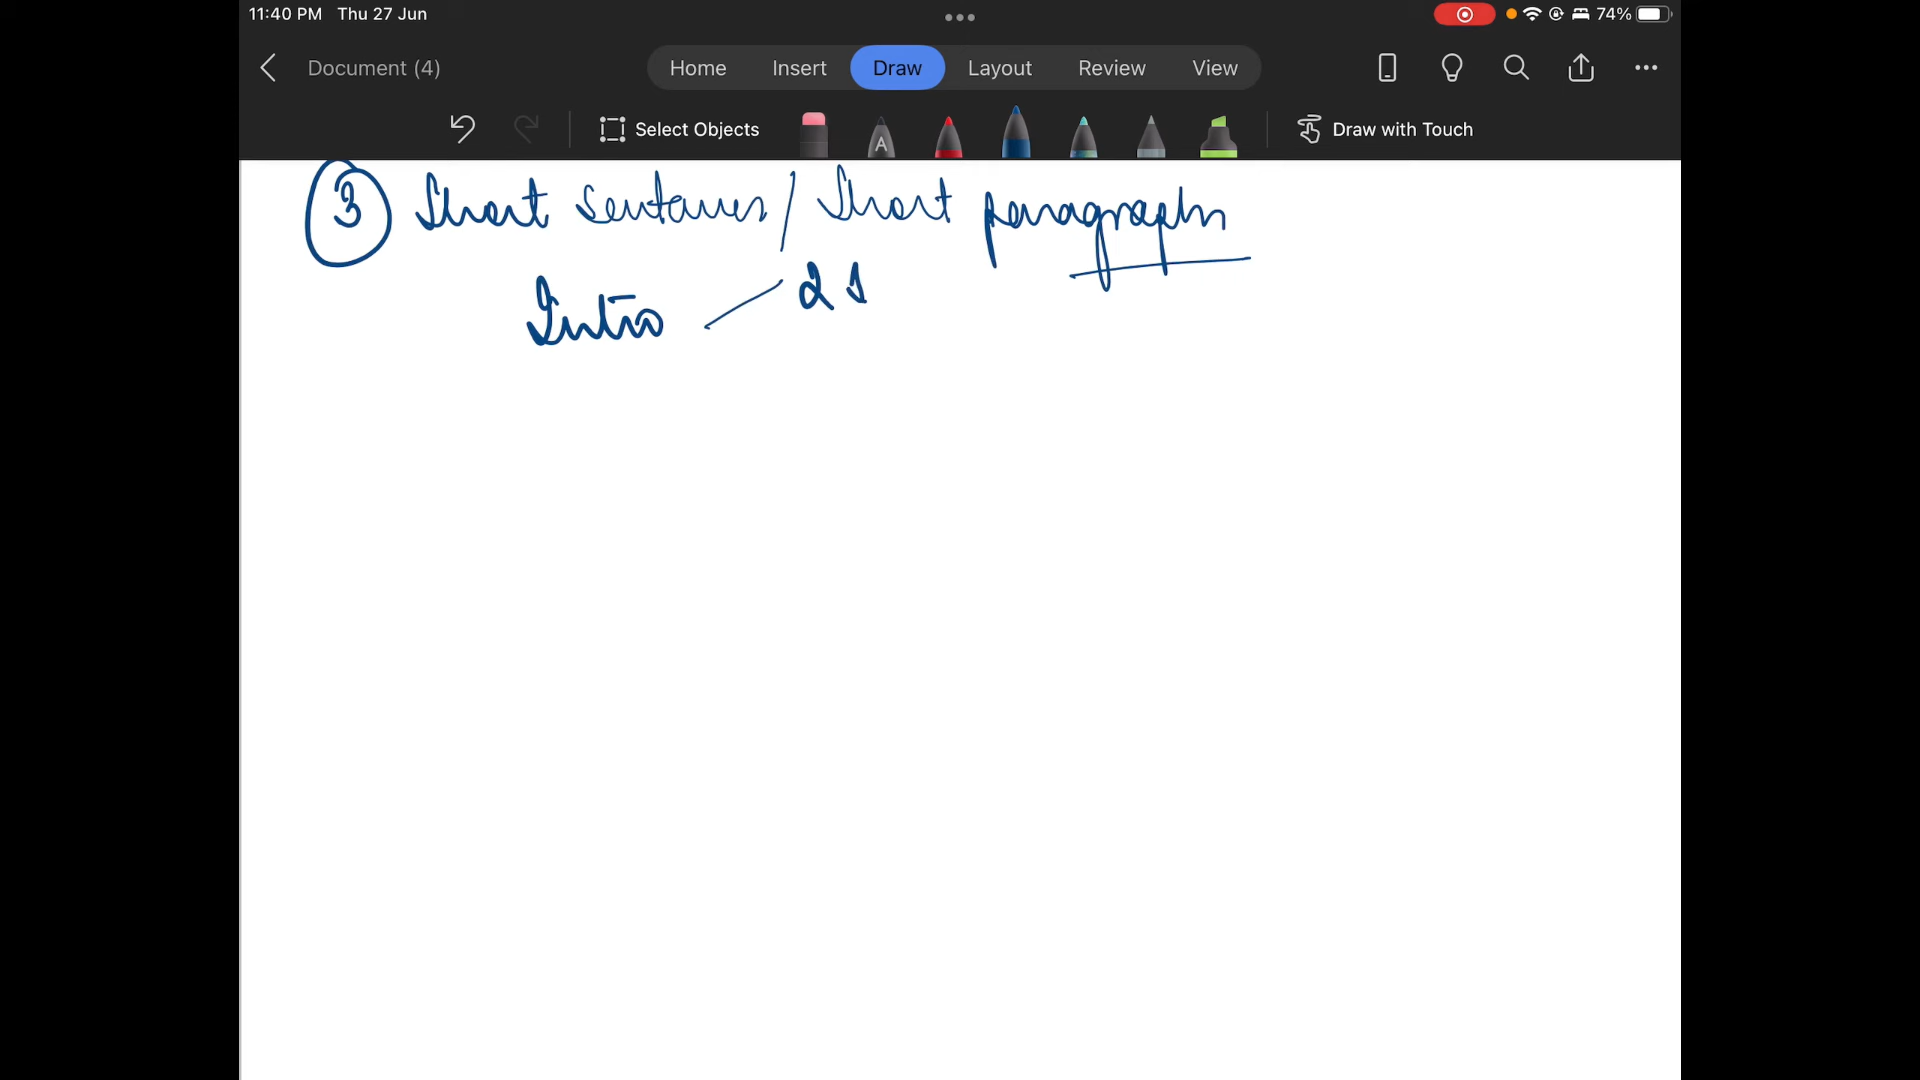 11:40 PM Thu 27 Jun 74%
Document (4) Home Insert Draw Layout Review View
Select Objects A Draw with Touch
3 Short sentences / Short paragraphs
Intro — 2 s